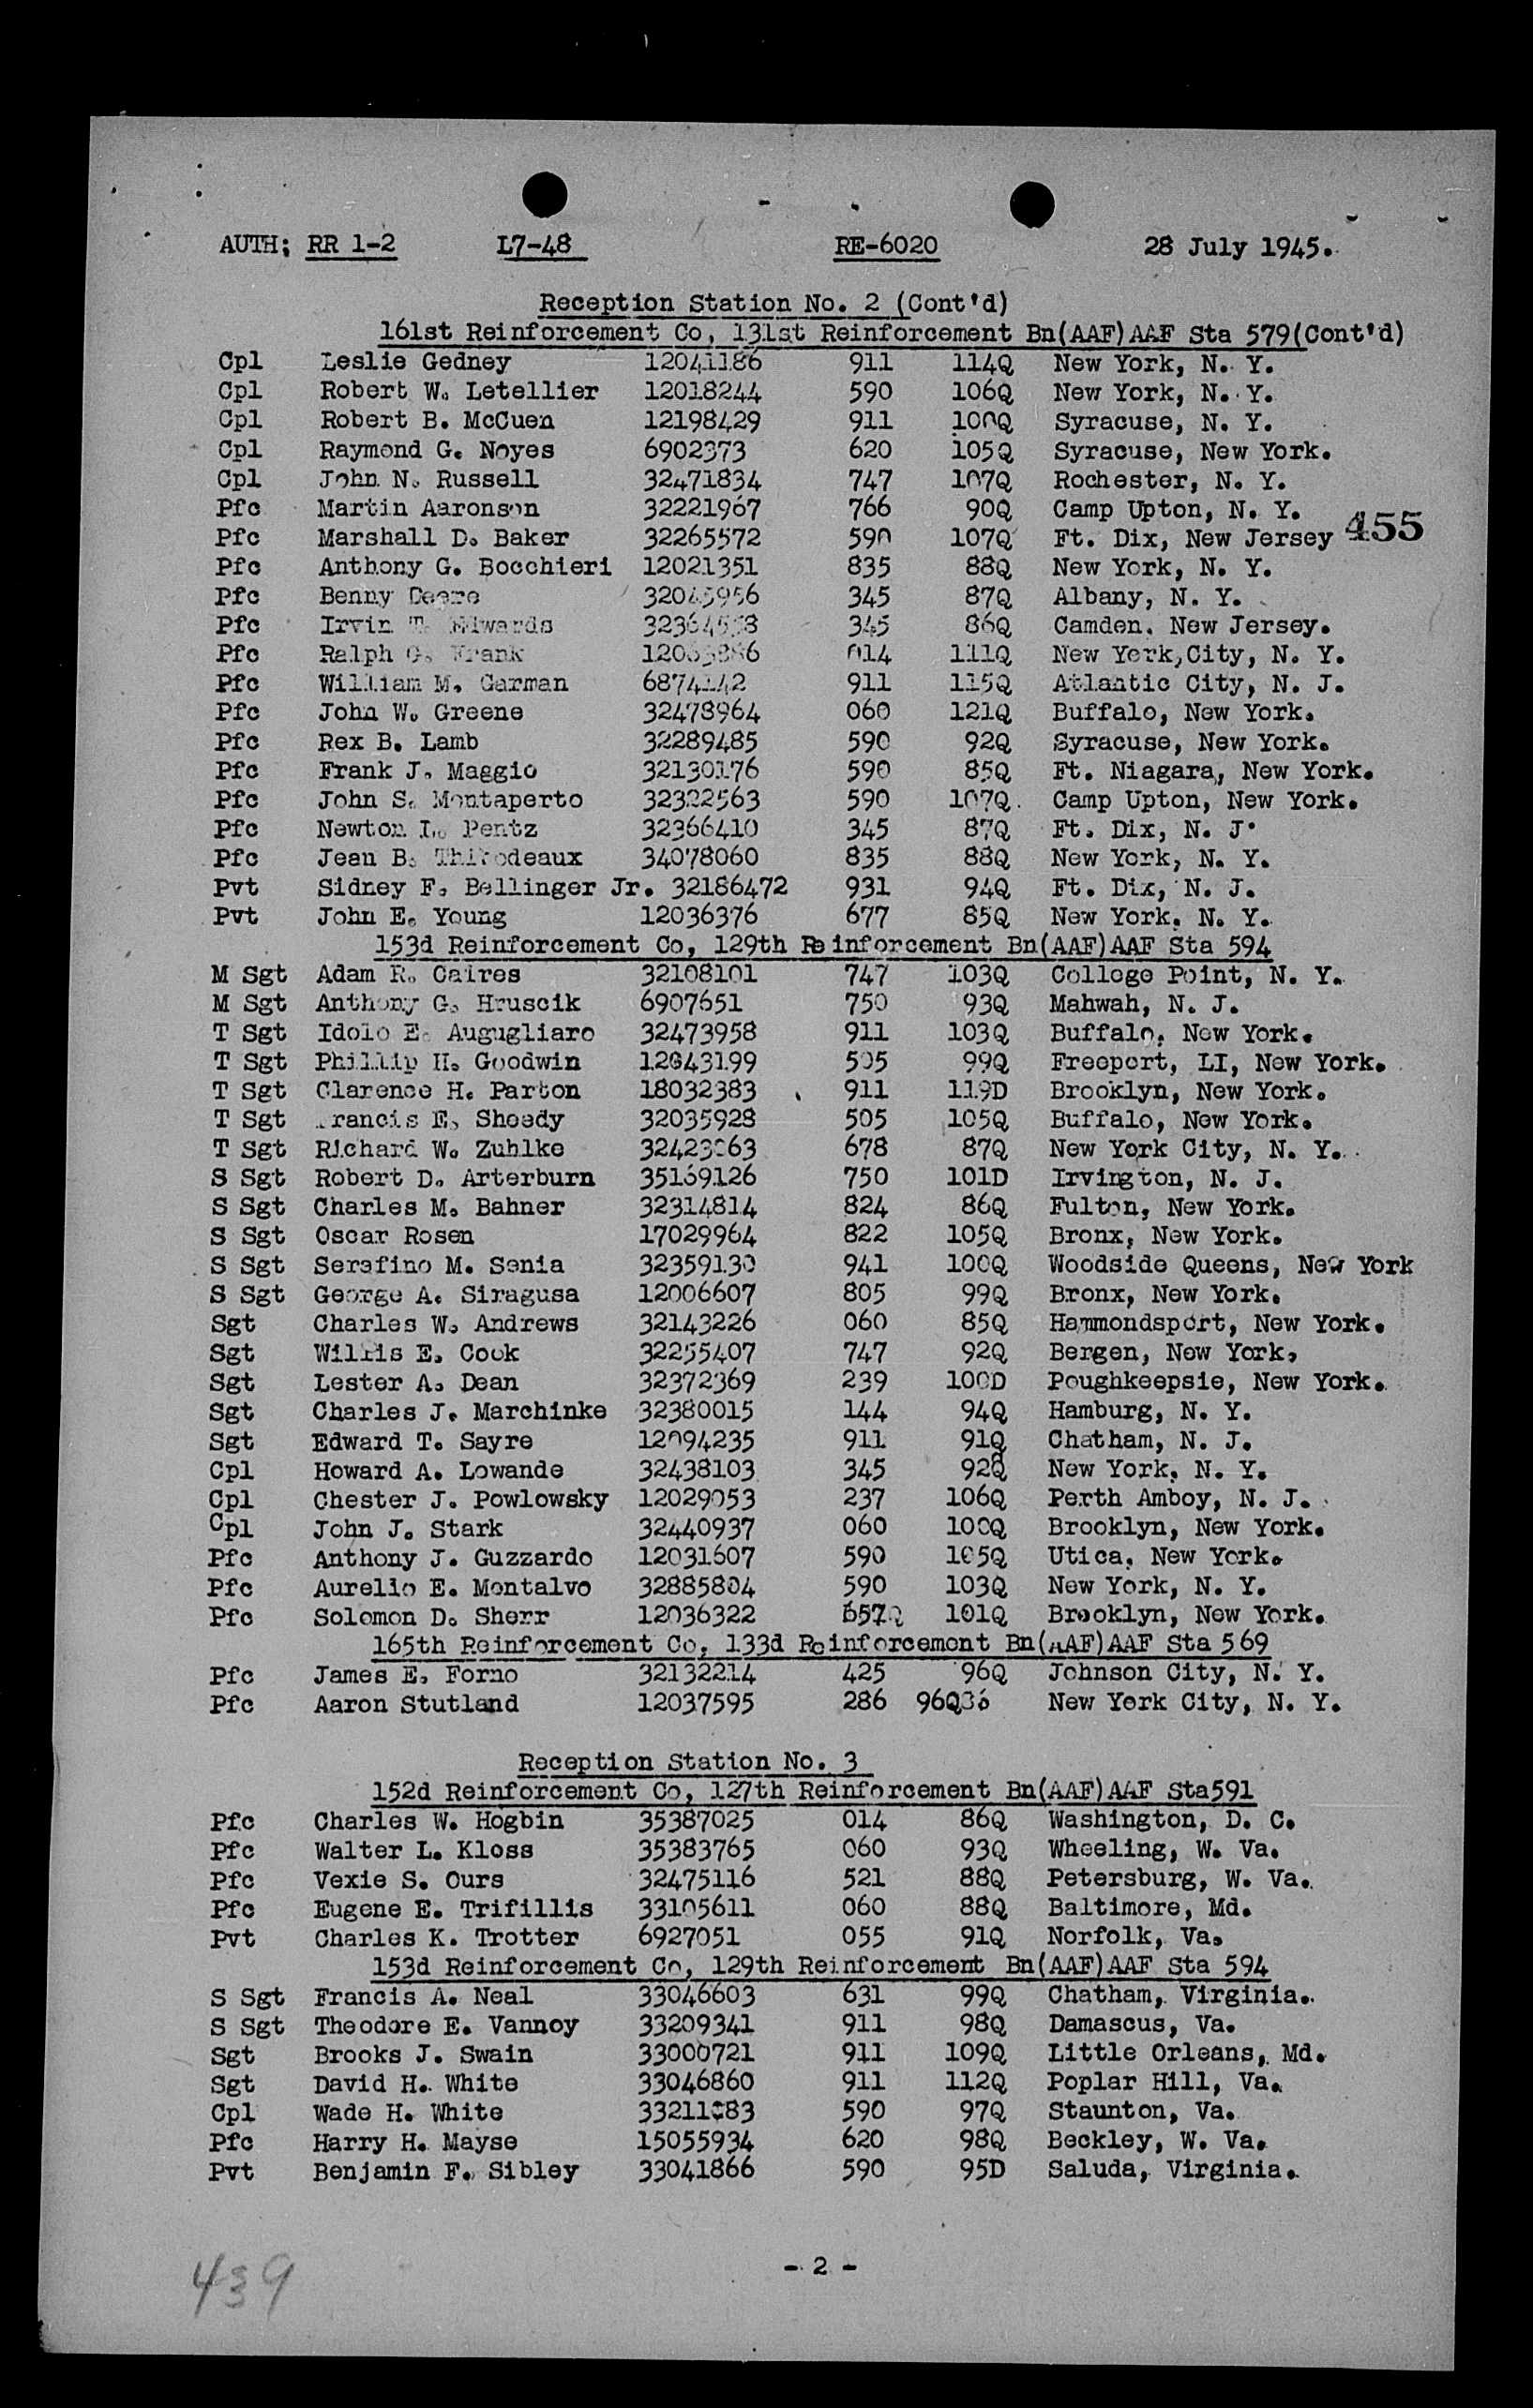 AUTH; RR 1-2 L7-48 RE-6020 28 July 1945.
Reception Station No. 2 (Cont'd)
161st Reinforcement Co, 131st Reinforcement Bn(AAF)AAF Sta 579(Cont'd)
Cpl Leslie Gedney 12041186 911 114Q New York, N. Y.
Cpl Robert W. Letellier 12018244 590 106Q New York, N. Y.
Cpl Robert B. McCuen 12198429 911 100Q Syracuse, N. Y.
Cpl Raymond G. Noyes 6902373 620 105Q Syracuse, New York.
Cpl John N. Russell 32471834 747 107Q Rochester, N. Y.
Pfc Martin Aaronson 32221967 766 90Q Camp Upton, N. Y.
455
Pfc Marshall D. Baker 32265572 590 107Q Ft. Dix, New Jersey
Pfc Anthony G. Bocchieri 12021351 835 88Q New York, N. Y.
Pfc Benny 345 87Q Albany, N. Y.
Pfc Irvin T. Edwards 345 86Q Camden. New Jersey.
Pfc Ralph G. Frank 014 111Q New York,City, N. Y.
Pfc William M. Garman 6874142 911 115Q Atlantic City, N. J.
Pfc John W. Greene 32478964 060 121Q Buffalo, New York.
Pfc Rex B. Lamb 32289485 590 92Q Syracuse, New York.
Pfc Frank J. Maggio 32130176 590 85Q Ft. Niagara, New York.
Pfc John S. Montaperto 32322563 590 107Q. Camp Upton, New York.
Pfc Newton L. Pentz 32366410 345 87Q Ft. Dix, N. J.
Pfc Jean B. Thibodeaux 34078060 835 88Q New York, N. Y.
Pvt Sidney F. Bellinger Jr. 32186472 931 94Q Ft. Dix, N. J.
Pvt John E. Young 12036376 677 85Q New York, N. Y.
153d Reinforcement Co, 129th Reinforcement Bn(AAF)AAF Sta 594
M Sgt Adam R. Caires 32108101 747 103Q College Point, N. Y.
M Sgt Anthony G. Hruscik 6907651 750 93Q Mahwah, N. J.
T Sgt Idolo E. Augugliaro 32473958 911 103Q Buffalo, New York.
T Sgt Phillip H. Goodwin 12043199 505 99Q Freeport, LI, New York.
T Sgt Clarence H. Parton 18032383 911 119D Brooklyn, New York.
T Sgt Francis E. Sheedy 32035928 505 105Q Buffalo, New York.
T Sgt Richard W. Zuhlke 678 87Q New York City, N. Y.
S Sgt Robert D. Arterburn 35169126 750 101D Irvington, N. J.
S Sgt Charles M. Bahner 32314814 824 86Q Fulton, New York.
S Sgt Oscar Rosen 17029964 822 105Q Bronx, New York.
S Sgt Serafino M. Senia 32359130 941 100Q Woodside Queens, New York
S Sgt George A. Siragusa 12006607 805 99Q Bronx, New York.
Sgt Charles W. Andrews 32143226 060 85Q Hammondsport, New York.
Sgt Willis E. Cook 32255407 747 92Q Bergen, New York,
Sgt Lester A. Dean 32372369 239 100D Poughkeepsie, New York.
Sgt Charles J. Marchinke 32380015 144 94Q Hamburg, N. Y.
Sgt Edward T. Sayre 12094235 911 91Q Chatham, N. J.
Cpl Howard A. Lowande 32438103 345 92Q New York, N. Y.
Cpl Chester J. Powlowsky 12029053 237 106Q Perth Amboy, N. J.
Cpl John J. Stark 32440937 060 100Q Brooklyn, New York.
Pfc Anthony J. Guzzardo 12031607 590 105Q Utica, New York.
Pfc Aurelio E. Montalvo 32885804 590 103Q New York, N. Y.
Pfc Solomon D. Sherr 12036322 101Q Brooklyn, New York.
165th Reinforcement Co, 133d Reinforcement Bn(AAF)AAF Sta 569
Pfc James E. Forno 32132214 425 96Q Johnson City, N. Y.
Pfc Aaron Stutland 12037595 286 96Q36 New York City, N. Y.
Reception Station No. 3
152d Reinforcement Co, 127th Reinforcement Bn(AAF)AAF Sta591
Pfc Charles W. Hogbin 35387025 014 86Q Washington, D. C.
Pfc Walter L. Kloss 35383765 060 93Q Wheeling, W. Va.
Pfc Vexie S. Ours 32475116 521 88Q Petersburg, W. Va.
Pfc Eugene E. Trifillis 33105611 060 88Q Baltimore, Md.
Pvt Charles K. Trotter 6927051 055 91Q Norfolk, Va.
153d Reinforcement Co, 129th Reinforcement Bn(AAF)AAF Sta 594
S Sgt Francis A. Neal 33046603 631 99Q Chatham, Virginia.
S Sgt Theodore E. Vannoy 33209341 911 98Q Damascus, Va.
Sgt Brooks J. Swain 33000721 911 109Q Little Orleans, Md.
Sgt David H. White 33046860 911 112Q Poplar Hill, Va.
Cpl Wade H. White 590 97Q Staunton, Va.
Pfc Harry H. Mayse 15055934 620 98Q Beckley, W. Va.
Pvt Benjamin F. Sibley 33041866 590 95D Saluda, Virginia.
- 2 -
439